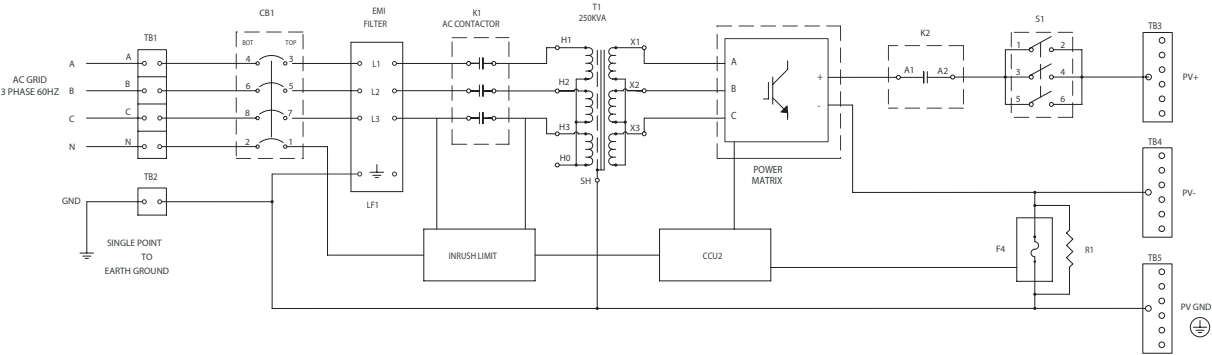 AC GRID
3 PHASE 60HZ
A
B
C
N
GND
SINGLE POINT
TO
EARTH GROUND
TB1
A
B
C
N
TB2
CB1
BOT
TOP
4
3
6
5
8
7
2
1
EMI
FILTER
L1
L2
L3
LF1
K1
AC CONTACTOR
INRUSH LIMIT
T1
250KVA
H1
H2
H3
H0
SH
X1
X2
X3
A
B
C
+
-
POWER
MATRIX
CCU2
K2
A1
A2
S1
1
2
3
4
5
6
F4
R1
TB3
PV+
TB4
PV-
TB5
PV GND